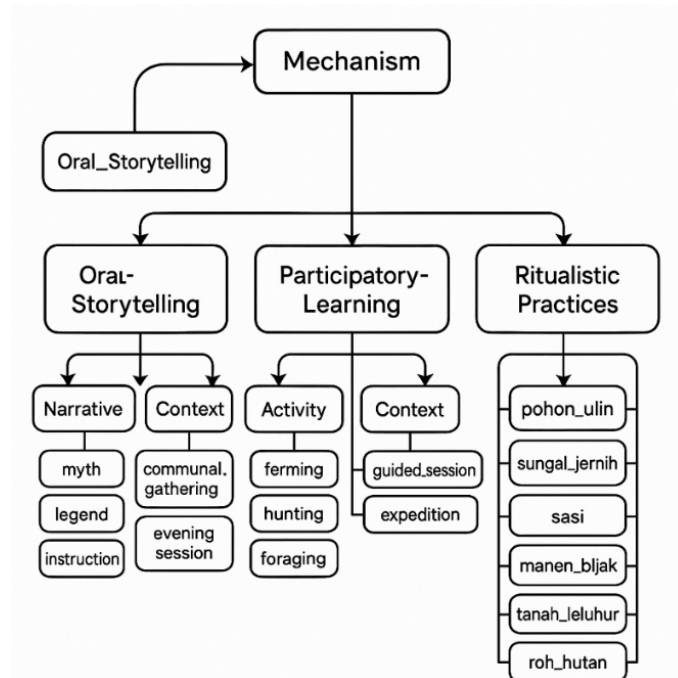 Mechanism
Oral_Storytelling
Oral-
Storytelling
Participatory-
Learning
Ritualistic
Practices
Narrative
Context
Activity
Context
myth
legend
instruction
communal.
gathering
evening
session
ferming
hunting
foraging
guided_session
expedition
pohon_ulin
sungal_jernih
sasi
manen_bljak
tanah_leluhur
roh_hutan